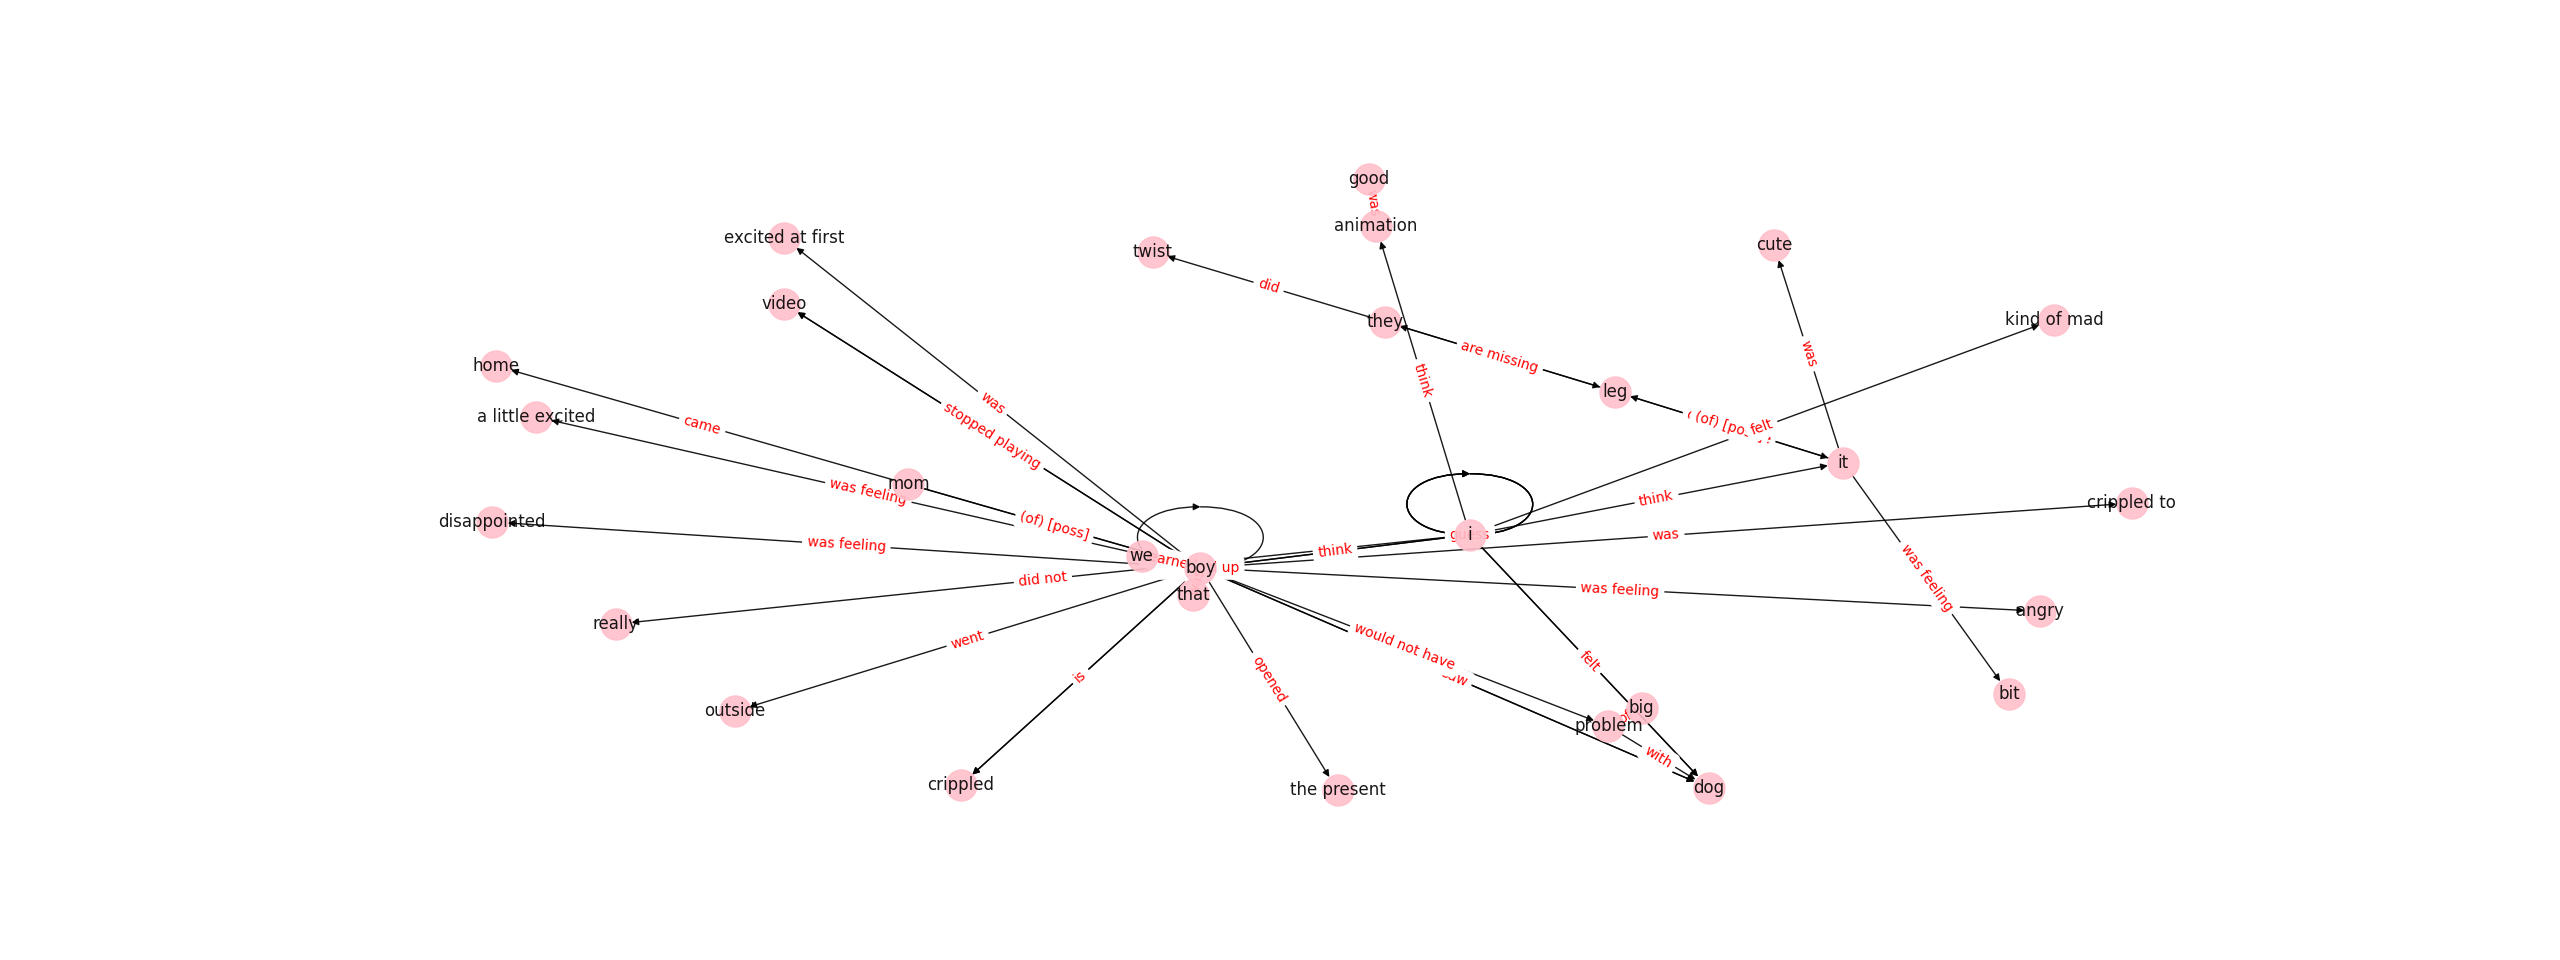 good
was
animation
excited at first
cute
twist
did
video
they
kind of mad
are missing
was
home
think
leg
was
a little excited
stopped playing
(of) [poss]
felt
came
it
mom
was feeling
think
crippled to
disappointed
(of) [poss]
i
was
was feeling
we
think
boy
up
that
did not
was feeling
was feeling
angry
really
went
would not have
felt
opened
is
bit
outside
big
problem
with
crippled
the present
dog